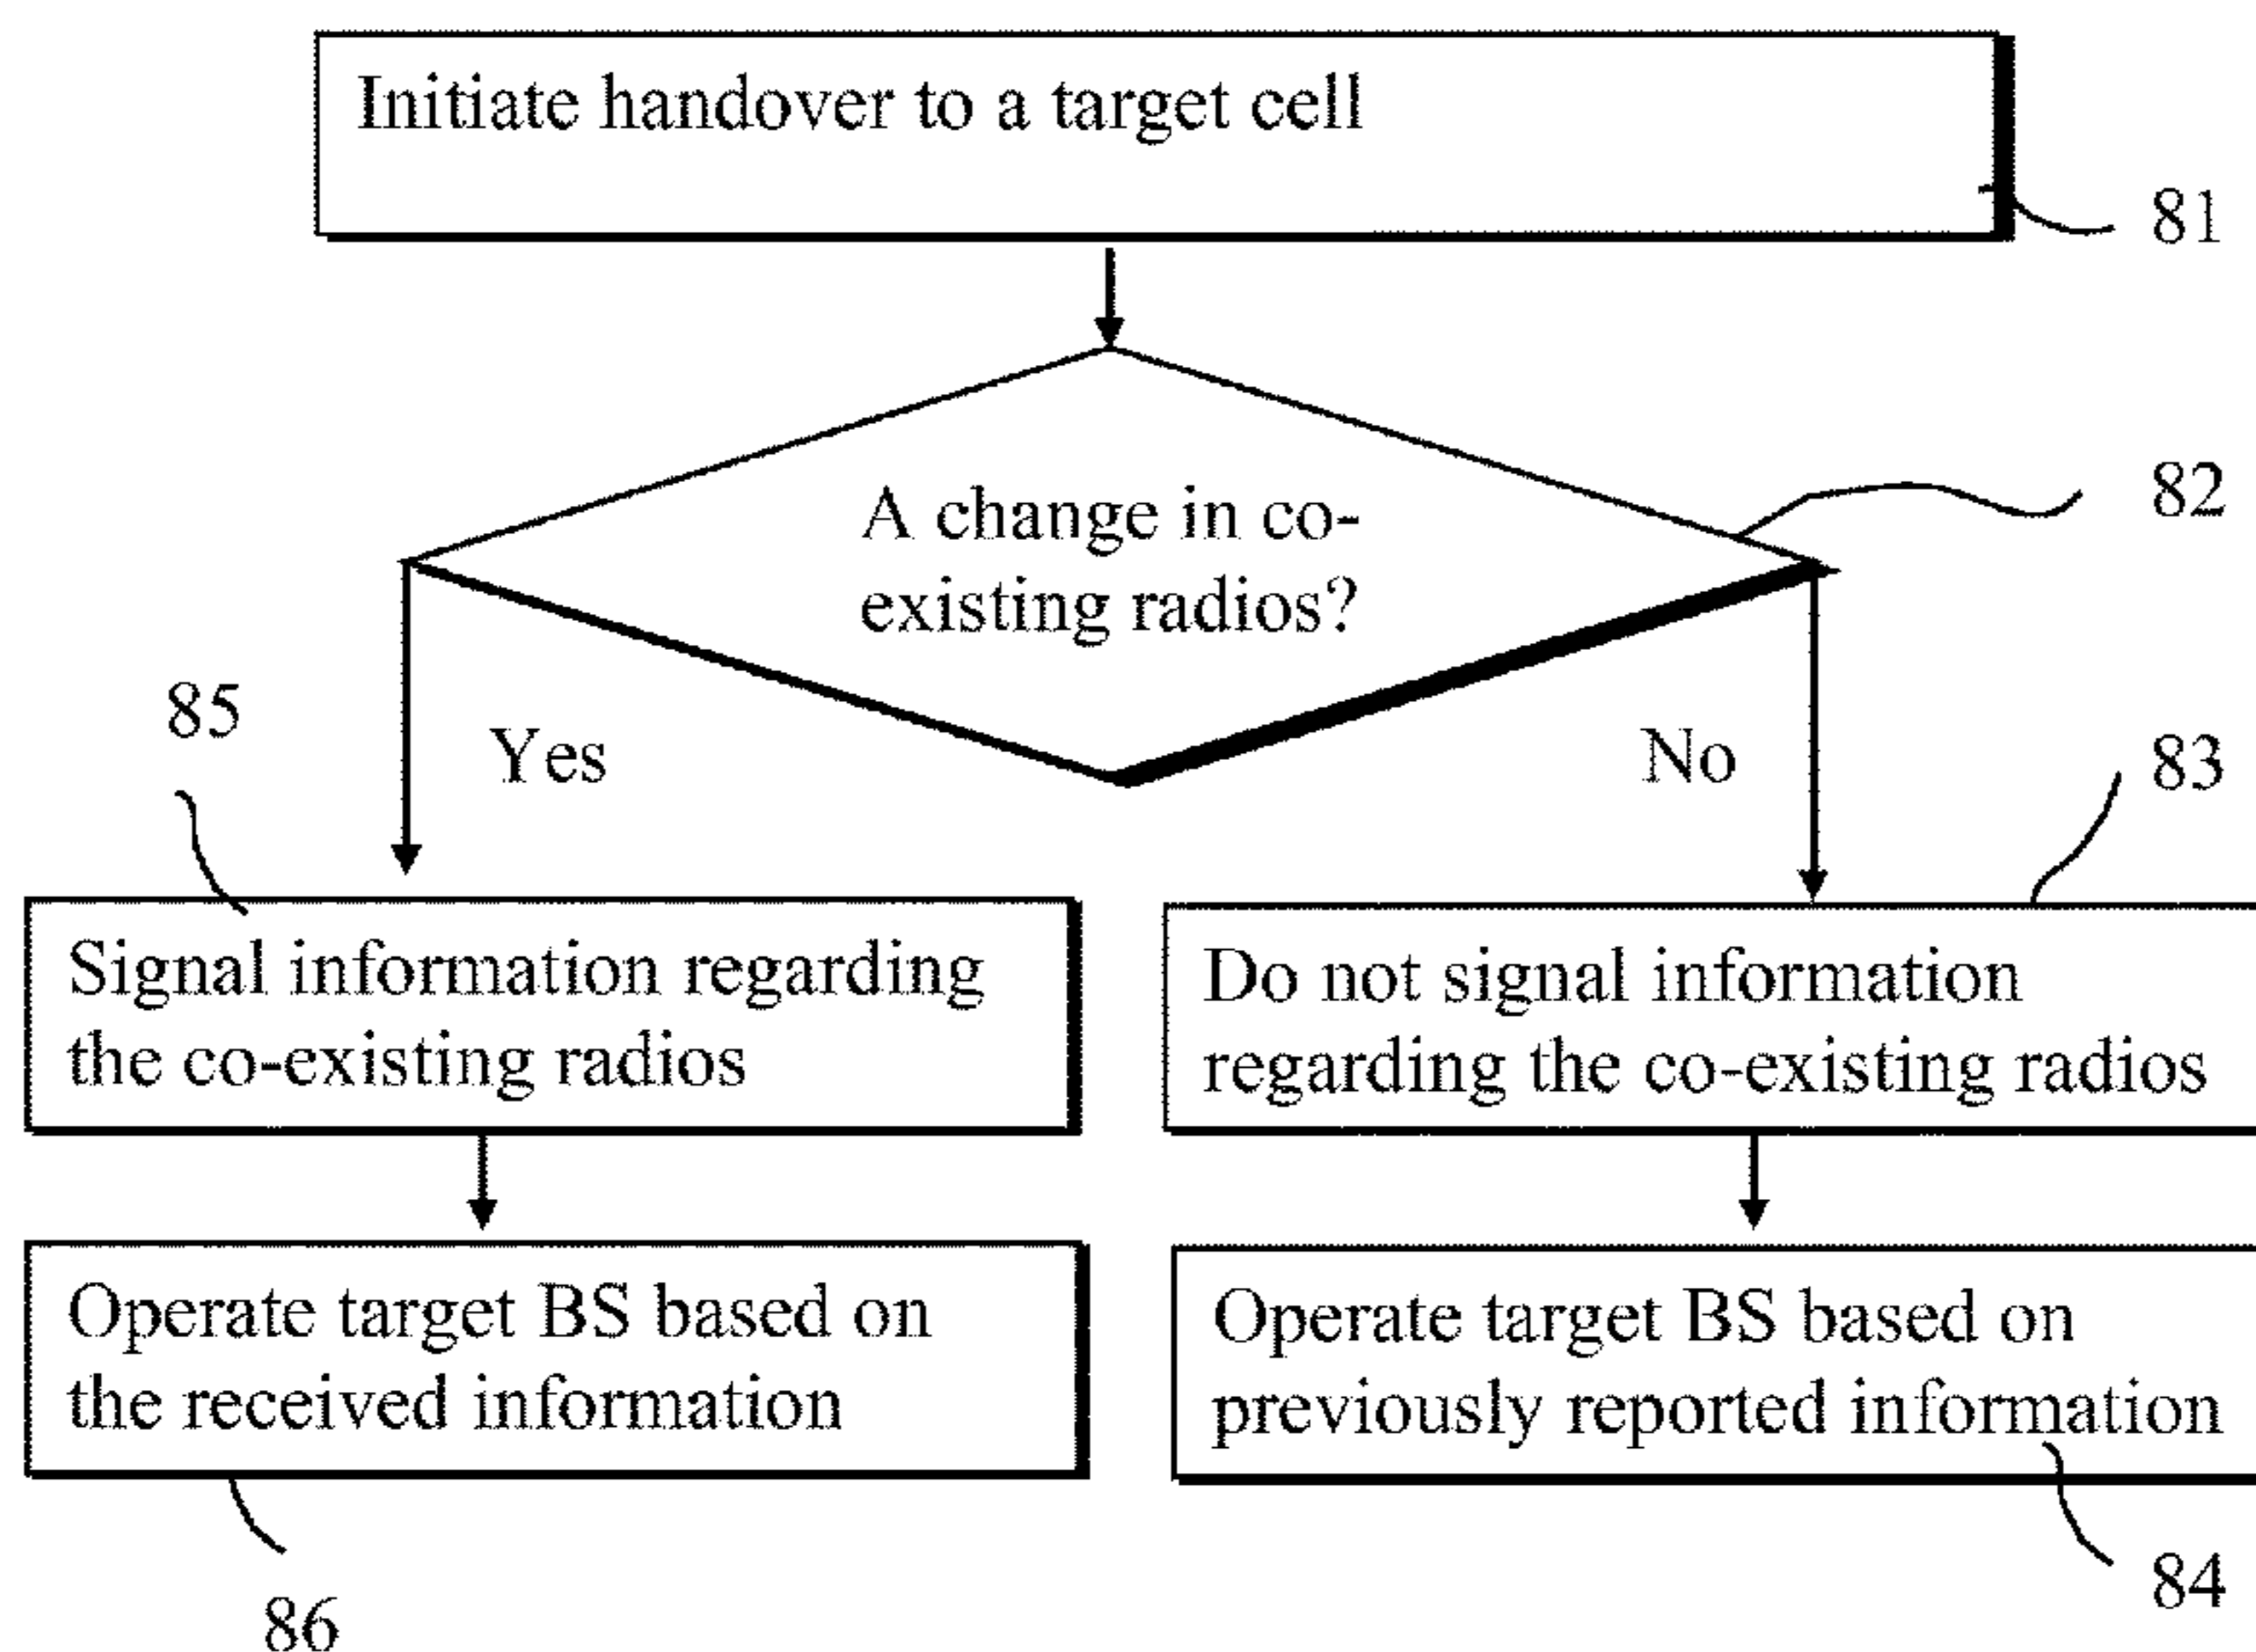 Initiate handover to a target cell
81
A change in co-
existing radios?
82
85
Yes
No
83
Signal information regarding
the co-existing radios
Do not signal information
regarding the co-existing radios
Operate target BS based on
the received information
Operate target BS based on
previously reported information
86
84